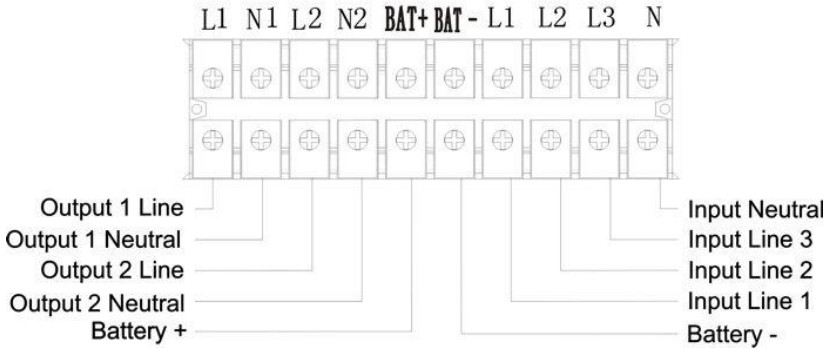 L1 N1 L2 N2 BAT+ BAT - L1 L2 L3 N
Output 1 Line
Output 1 Neutral
Output 2 Line
Output 2 Neutral
Battery +
Input Neutral
Input Line 3
Input Line 2
Input Line 1
Battery -